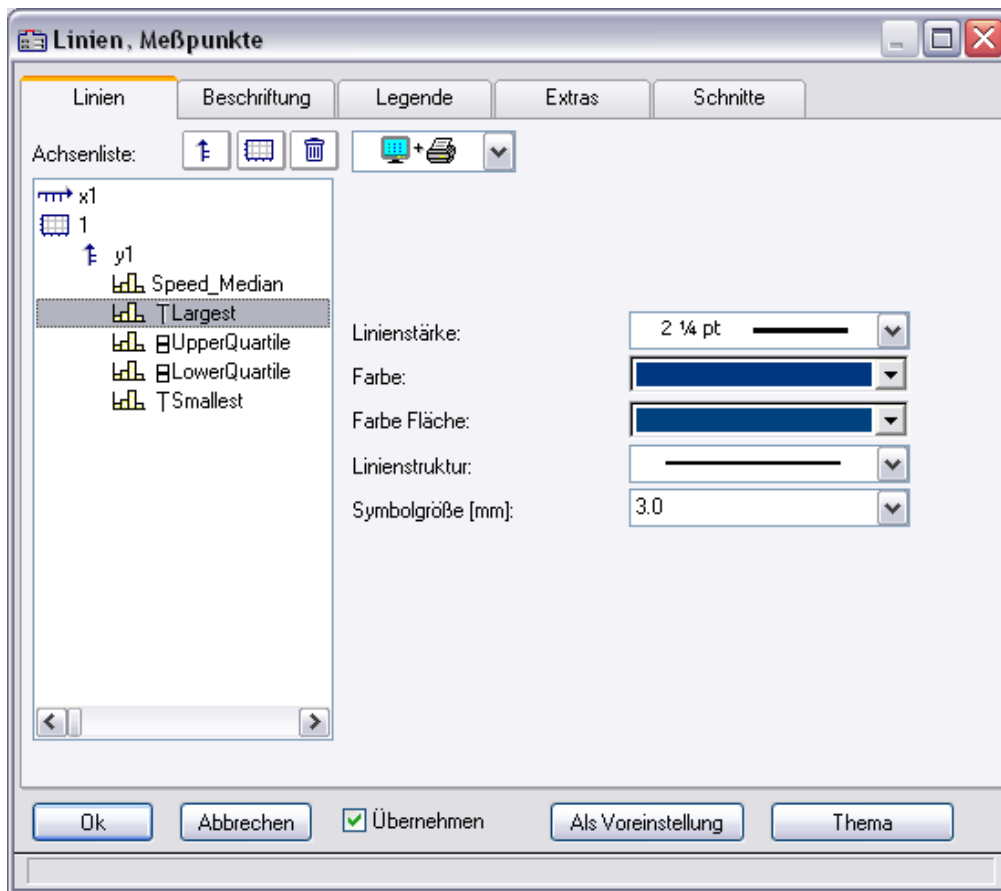 Linien, Meßpunkte
Linien Beschriftung Legende Extras Schnitte
Achsenliste:
x1
1
y1
Speed_Median
Largest
UpperQuartile
LowerQuartile
Smallest
Linienstärke: 2 ¼ pt
Farbe:
Farbe Fläche:
Linienstruktur:
Symbolgröße [mm]: 3.0
Ok Abbrechen Übernehmen Als Voreinstellung Thema